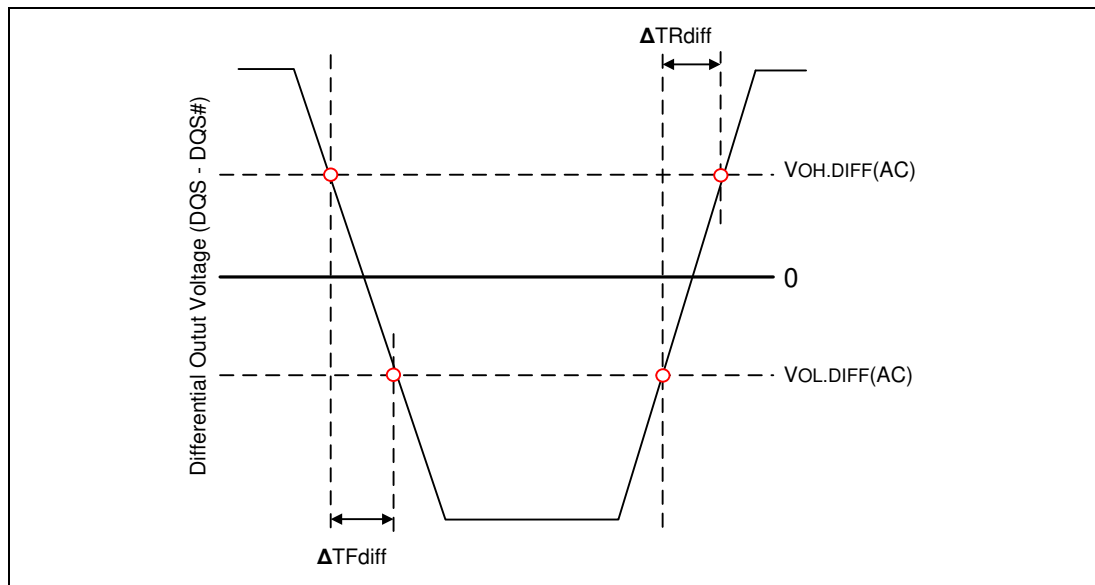 ΔTRdiff
Differential Outut Voltage (DQS - DQS#)
VOH.DIFF(AC)
0
VOL.DIFF(AC)
ΔTFdiff